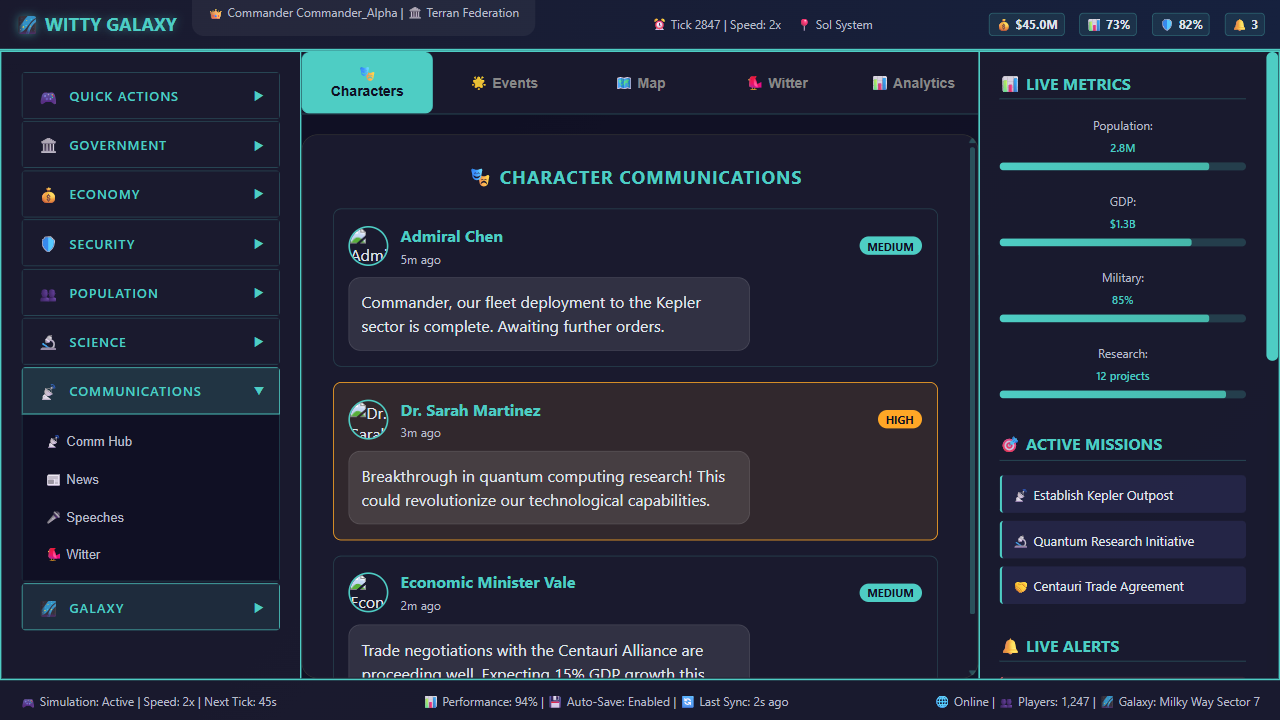 WITTY GALAXY
Commander Commander_Alpha | Terran Federation
Tick 2847 | Speed: 2x
Sol System
$45.0M
73%
82%
3
QUICK ACTIONS
GOVERNMENT
ECONOMY
SECURITY
POPULATION
SCIENCE
COMMUNICATIONS
Comm Hub
News
Speeches
Witter
GALAXY
Characters
Events
Map
Witter
Analytics
CHARACTER COMMUNICATIONS
Admi
Admiral Chen
5m ago
MEDIUM
Commander, our fleet deployment to the Kepler
sector is complete. Awaiting further orders.
Dr.
Sarah
Dr. Sarah Martinez
3m ago
HIGH
Breakthrough in quantum computing research! This
could revolutionize our technological capabilities.
Econ
Economic Minister Vale
2m ago
MEDIUM
Trade negotiations with the Centauri Alliance are
proceeding well. Expecting 15% GDP growth this
LIVE METRICS
Population:
2.8M
GDP:
$1.3B
Military:
85%
Research:
12 projects
ACTIVE MISSIONS
Establish Kepler Outpost
Quantum Research Initiative
Centauri Trade Agreement
LIVE ALERTS
Simulation: Active | Speed: 2x | Next Tick: 45s
Performance: 94% | Auto-Save: Enabled | Last Sync: 2s ago
Online | Players: 1,247 | Galaxy: Milky Way Sector 7